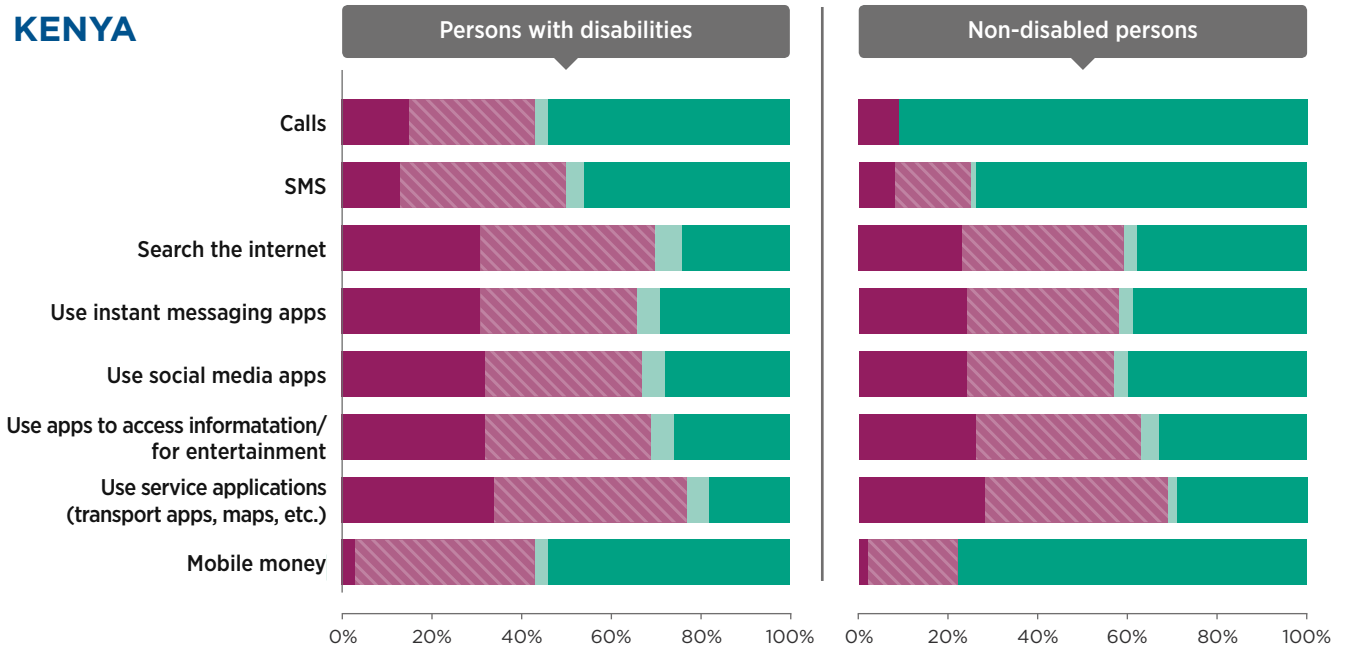 KENYA
Persons with disabilities
Non-disabled persons
Calls
SMS
Search the internet
Use instant messaging apps
Use social media apps
Use apps to access informatation/
for entertainment
Use service applications
(transport apps, maps, etc.)
Mobile money
0% 20% 40% 60% 80% 100%
0% 20% 40% 60% 80% 100%